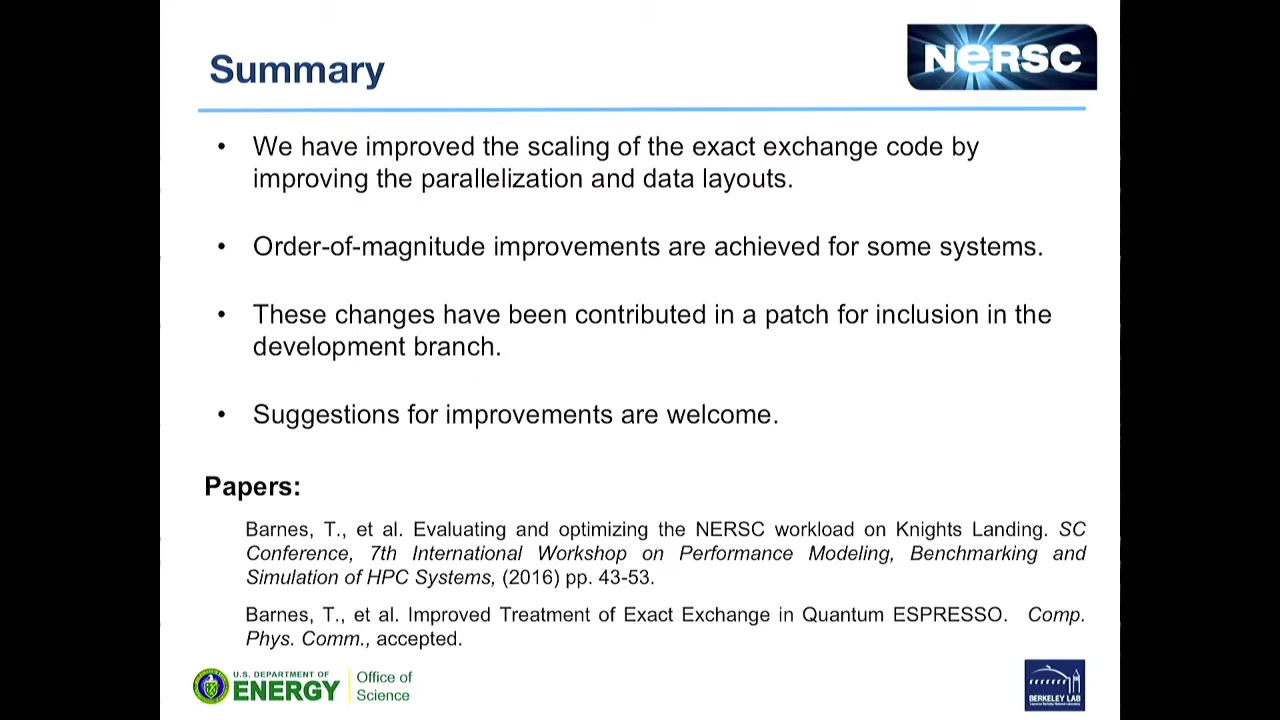 Summary
NERSC
• We have improved the scaling of the exact exchange code by
improving the parallelization and data layouts.
• Order-of-magnitude improvements are achieved for some systems.
• These changes have been contributed in a patch for inclusion in the
development branch.
• Suggestions for improvements are welcome.
Papers:
Barnes, T., et al. Evaluating and optimizing the NERSC workload on Knights Landing. SC
Conference, 7th International Workshop on Performance Modeling, Benchmarking and
Simulation of HPC Systems, (2016) pp. 43-53.
Barnes, T., et al. Improved Treatment of Exact Exchange in Quantum ESPRESSO. Comp.
Phys. Comm., accepted.
U.S. DEPARTMENT OF
ENERGY
Office of
Science
BERKELEY LAB